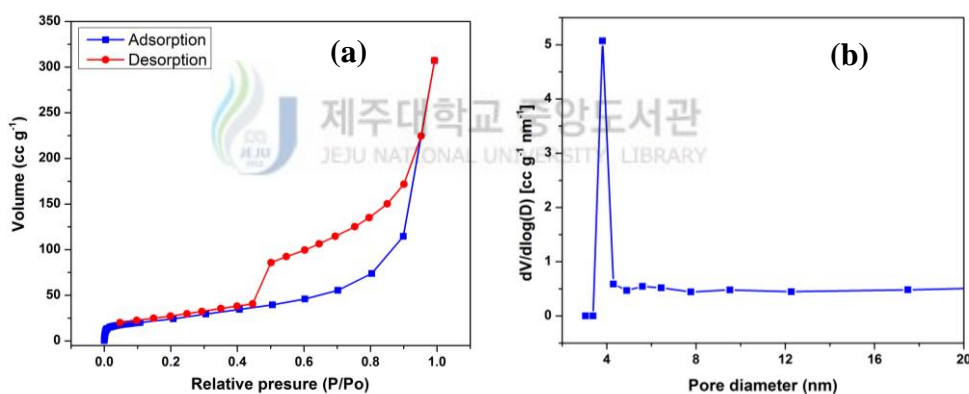 (a)
Adsorption
Desorption
Volume (cc g⁻¹)
350
300
250
200
150
100
50
0
0.0 0.2 0.4 0.6 0.8 1.0
Relative presure (P/Po)
(b)
dV/dlog(D) [cc g⁻¹ nm⁻¹]
5
4
3
2
1
0
4 8 12 16 20
Pore diameter (nm)
제주대학교 중앙도서관
JEJU NATIONAL UNIVERSITY LIBRARY
JEJU
1952